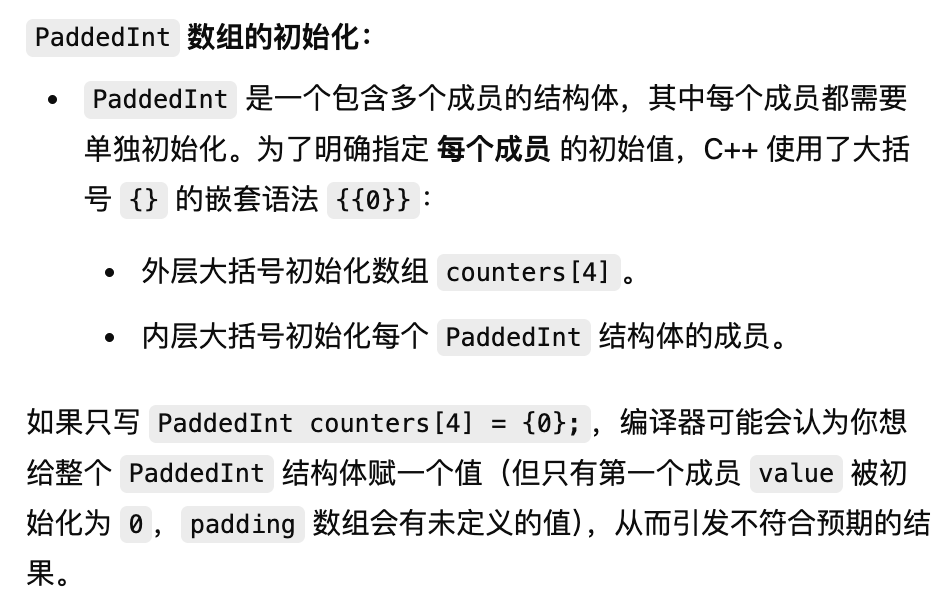 PaddedInt 数组的初始化：
• PaddedInt 是一个包含多个成员的结构体，其中每个成员都需要
单独初始化。为了明确指定 每个成员 的初始值，C++ 使用了大括
号 {} 的嵌套语法 {{0}}：
• 外层大括号初始化数组 counters[4]。
• 内层大括号初始化每个 PaddedInt 结构体的成员。
如果只写 PaddedInt counters[4] = {0};，编译器可能会认为你想
给整个 PaddedInt 结构体赋一个值（但只有第一个成员 value 被初
始化为 0，padding 数组会有未定义的值），从而引发不符合预期的结
果。